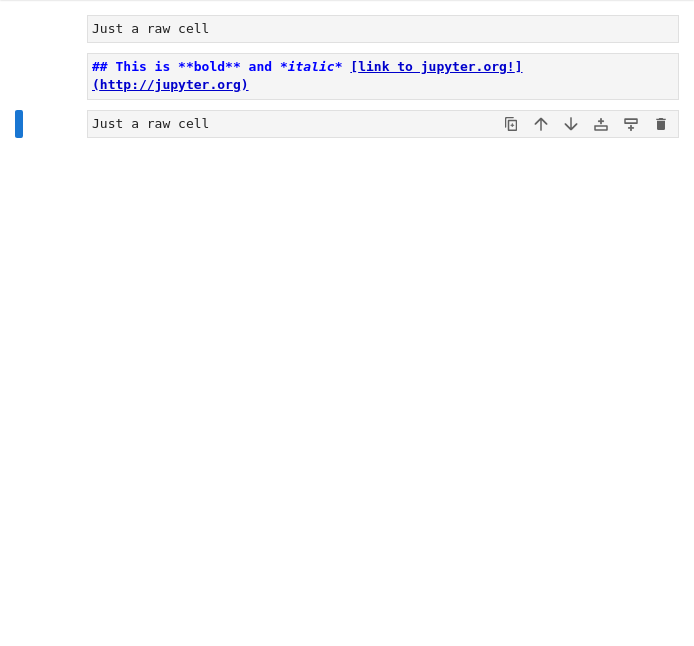 Just a raw cell
## This is **bold** and *italic* [link to jupyter.org!]
(http://jupyter.org)
Just a raw cell